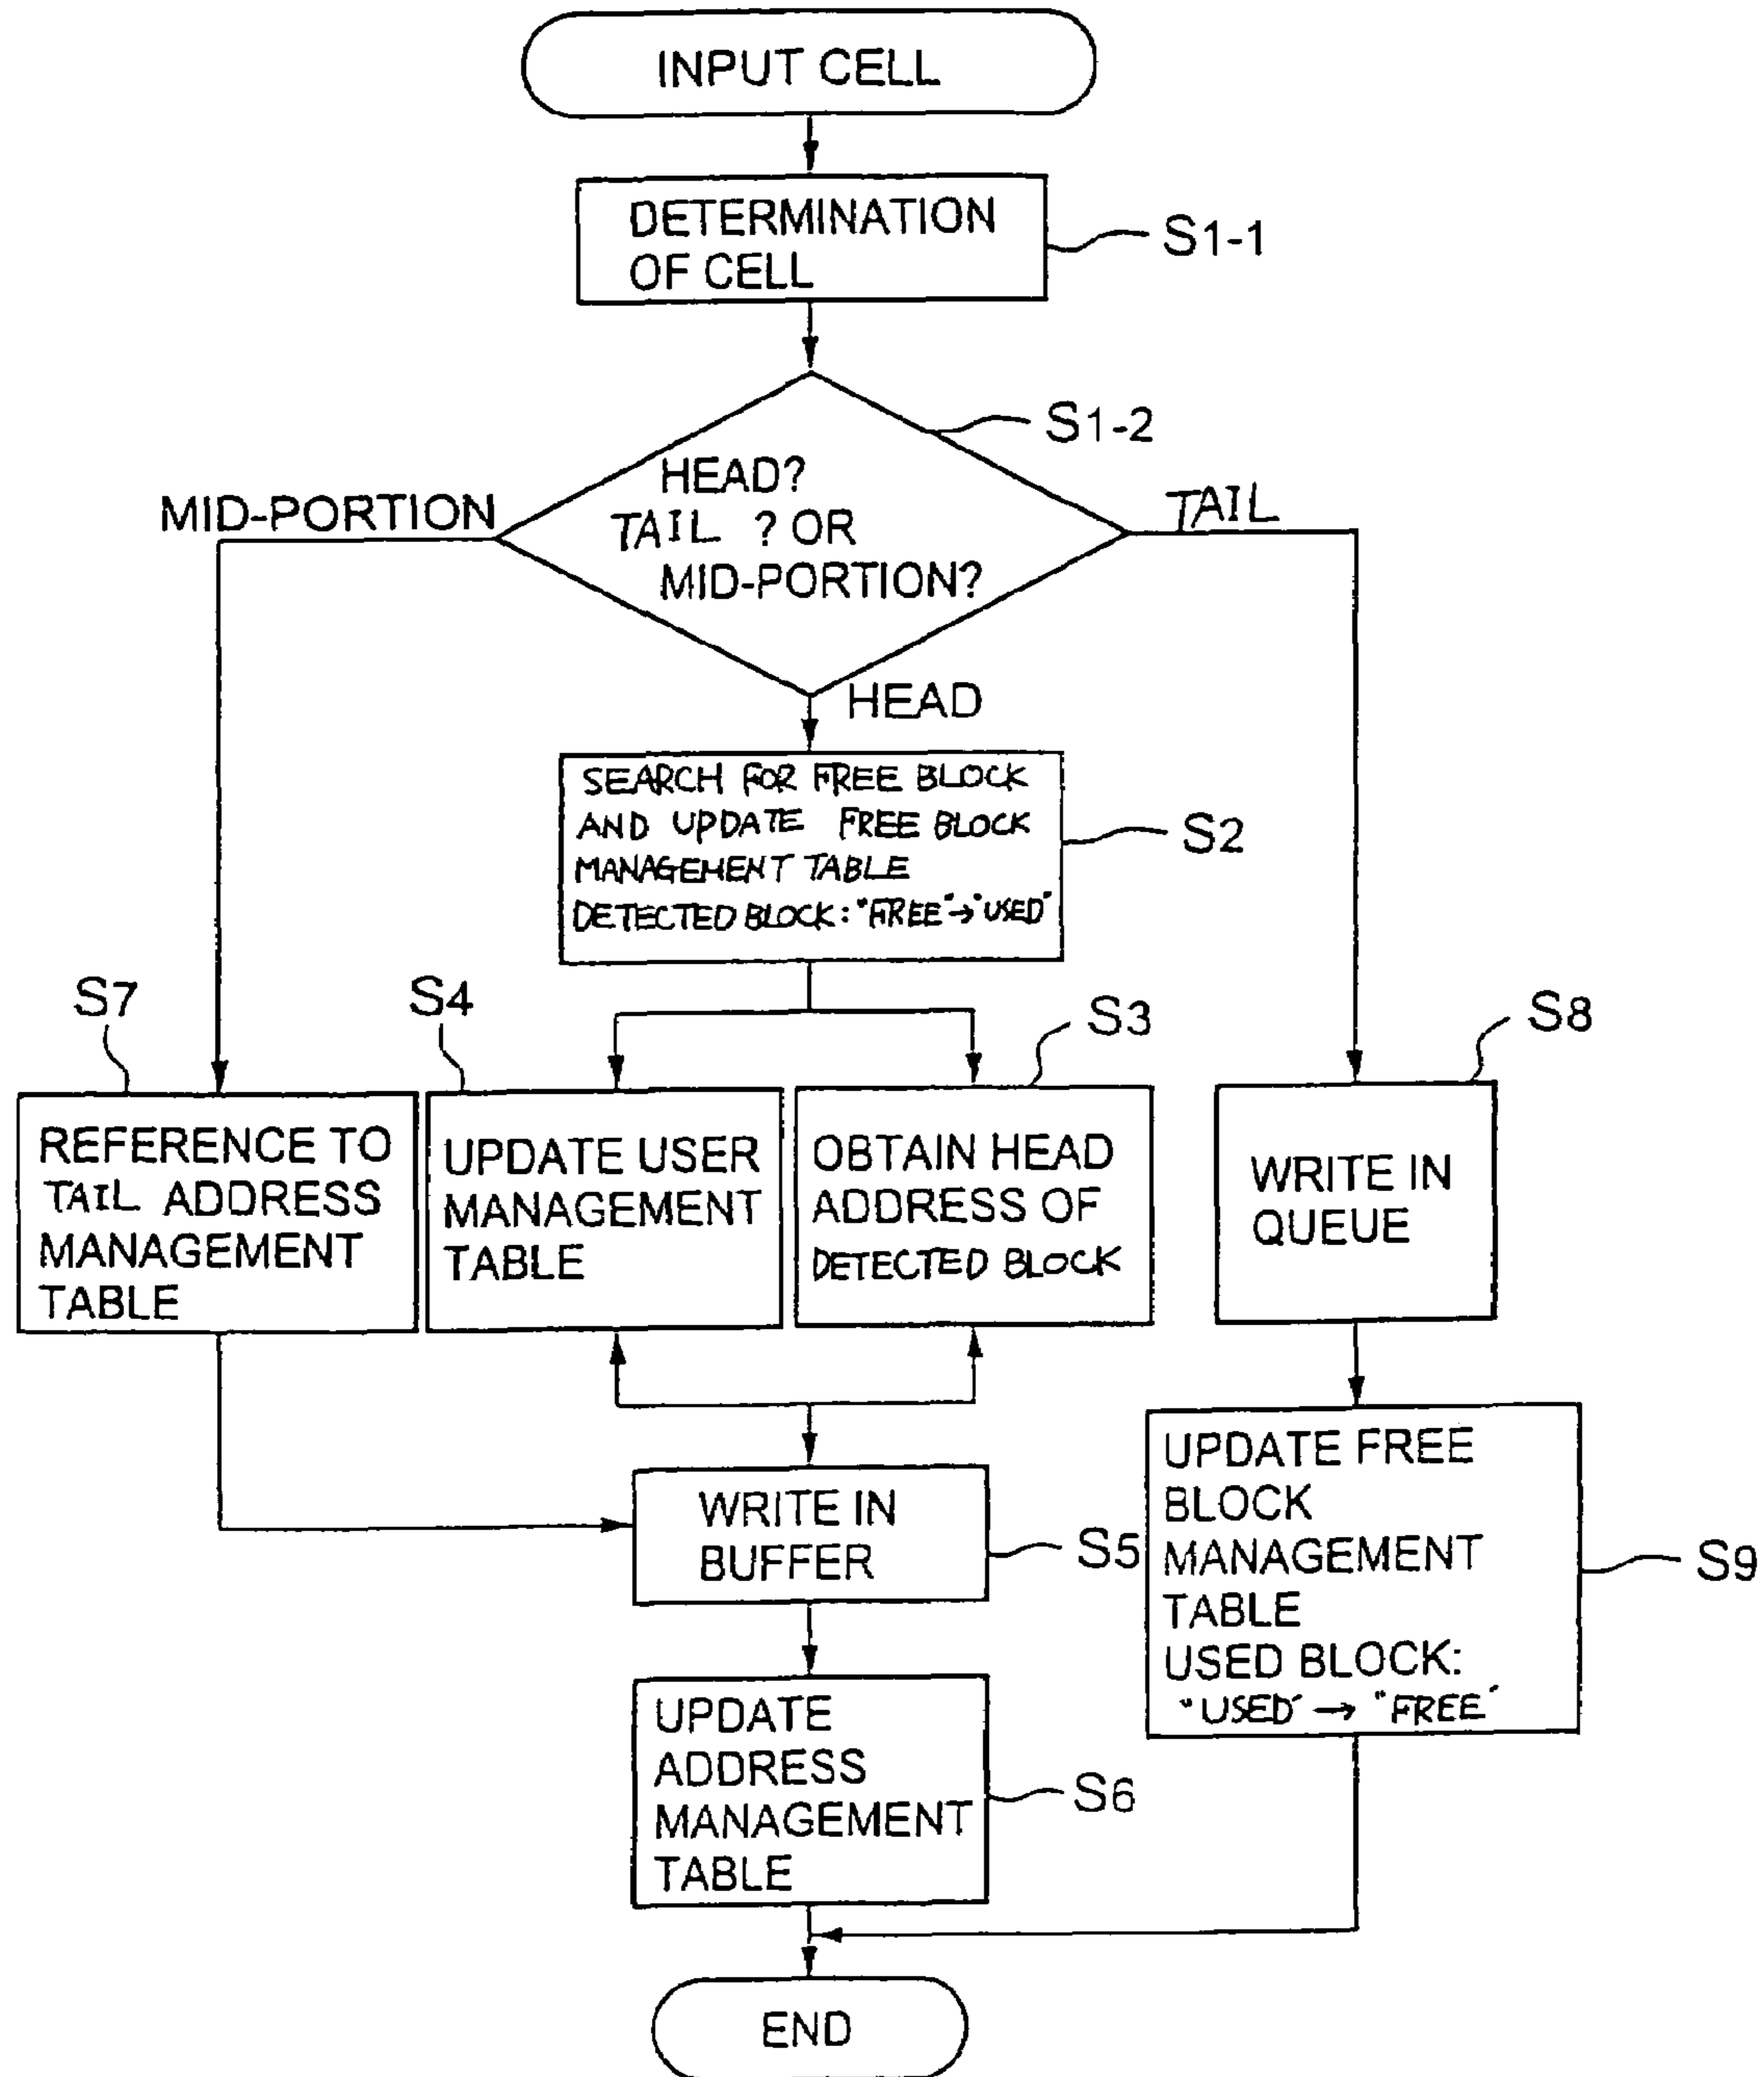 INPUT CELL
DETERMINATION
OF CELL
S1-1
S1-2
HEAD?
TAIL ? OR
MID-PORTION?
MID-PORTION
TAIL
HEAD
SEARCH FOR FREE BLOCK
AND UPDATE FREE BLOCK
MANAGEMENT TABLE
DETECTED BLOCK: "FREE"→"USED"
S2
S7
S4
S3
S8
REFERENCE TO
TAIL ADDRESS
MANAGEMENT
TABLE
UPDATE USER
MANAGEMENT
TABLE
OBTAIN HEAD
ADDRESS OF
DETECTED BLOCK
WRITE IN
QUEUE
WRITE IN
BUFFER
S5
UPDATE FREE
BLOCK
MANAGEMENT
TABLE
USED BLOCK:
"USED" → "FREE"
S9
UPDATE
ADDRESS
MANAGEMENT
TABLE
S6
END